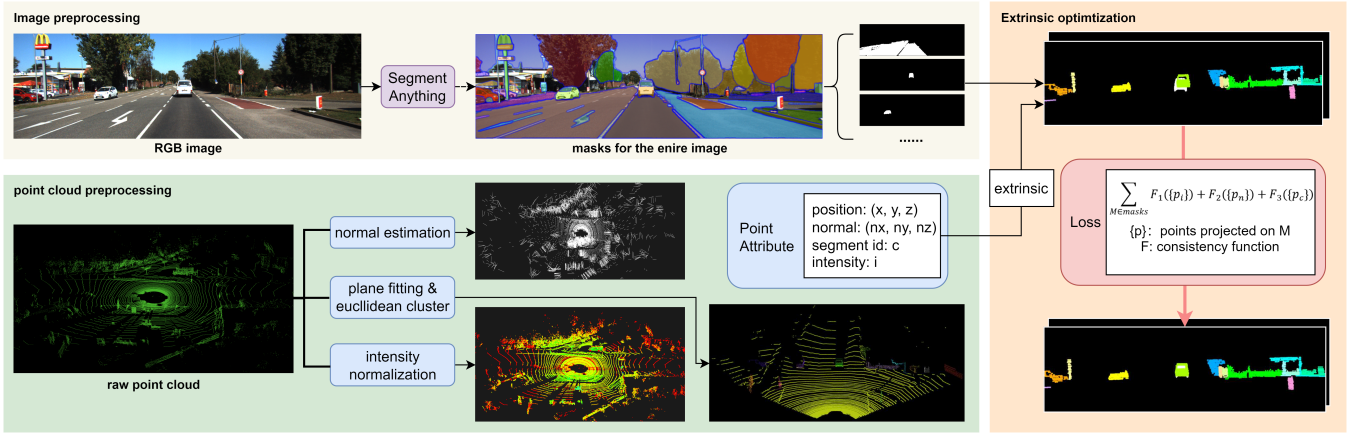 Image preprocessing
RGB image
Segment
Anything
masks for the enire image
......
point cloud preprocessing
raw point cloud
normal estimation
plane fitting &
eucllidean cluster
intensity
normalization
Point
Attribute
position: (x, y, z)
normal: (nx, ny, nz)
segment id: c
intensity: i
Extrinsic optimtization
extrinsic
Loss
∑ F₁({pᵢ}) + F₂({pₙ}) + F₃({p_c})
M∈masks
{p}: points projected on M
F: consistency function